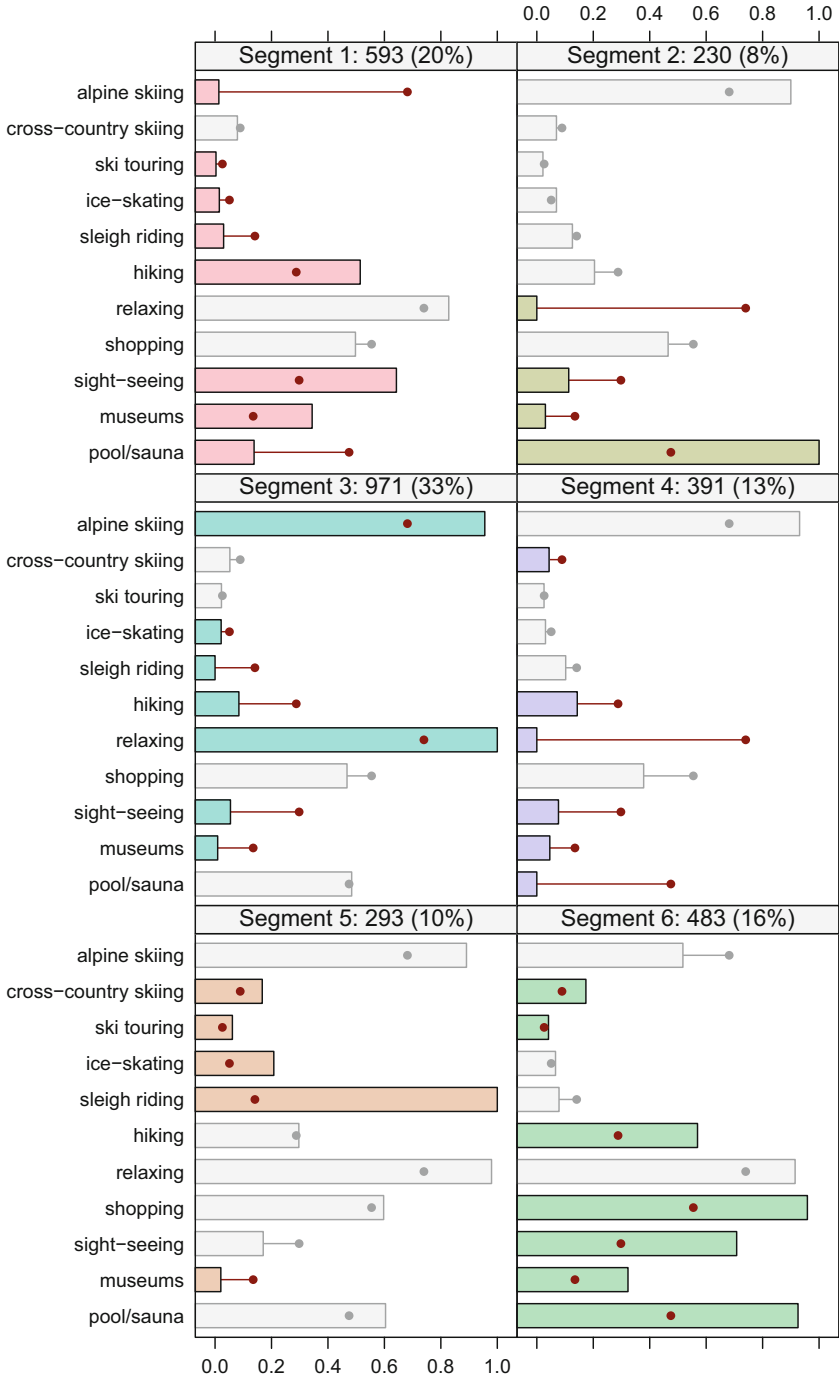 0.0 0.2 0.4 0.6 0.8 1.0
Segment 1: 593 (20%)
Segment 2: 230 (8%)
alpine skiing
cross−country skiing
ski touring
ice−skating
sleigh riding
hiking
relaxing
shopping
sight−seeing
museums
pool/sauna
Segment 3: 971 (33%)
Segment 4: 391 (13%)
alpine skiing
cross−country skiing
ski touring
ice−skating
sleigh riding
hiking
relaxing
shopping
sight−seeing
museums
pool/sauna
Segment 5: 293 (10%)
Segment 6: 483 (16%)
alpine skiing
cross−country skiing
ski touring
ice−skating
sleigh riding
hiking
relaxing
shopping
sight−seeing
museums
pool/sauna
0.0 0.2 0.4 0.6 0.8 1.0